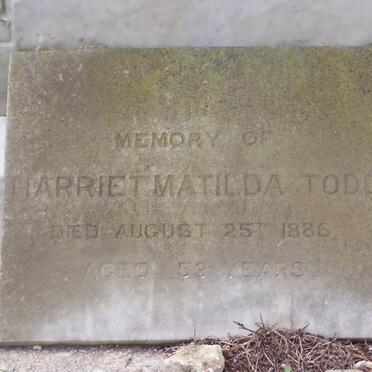 MEMORY OF
HARRIET MATILDA TODD
DIED AUGUST 25T 1886
AGED 53 YEARS